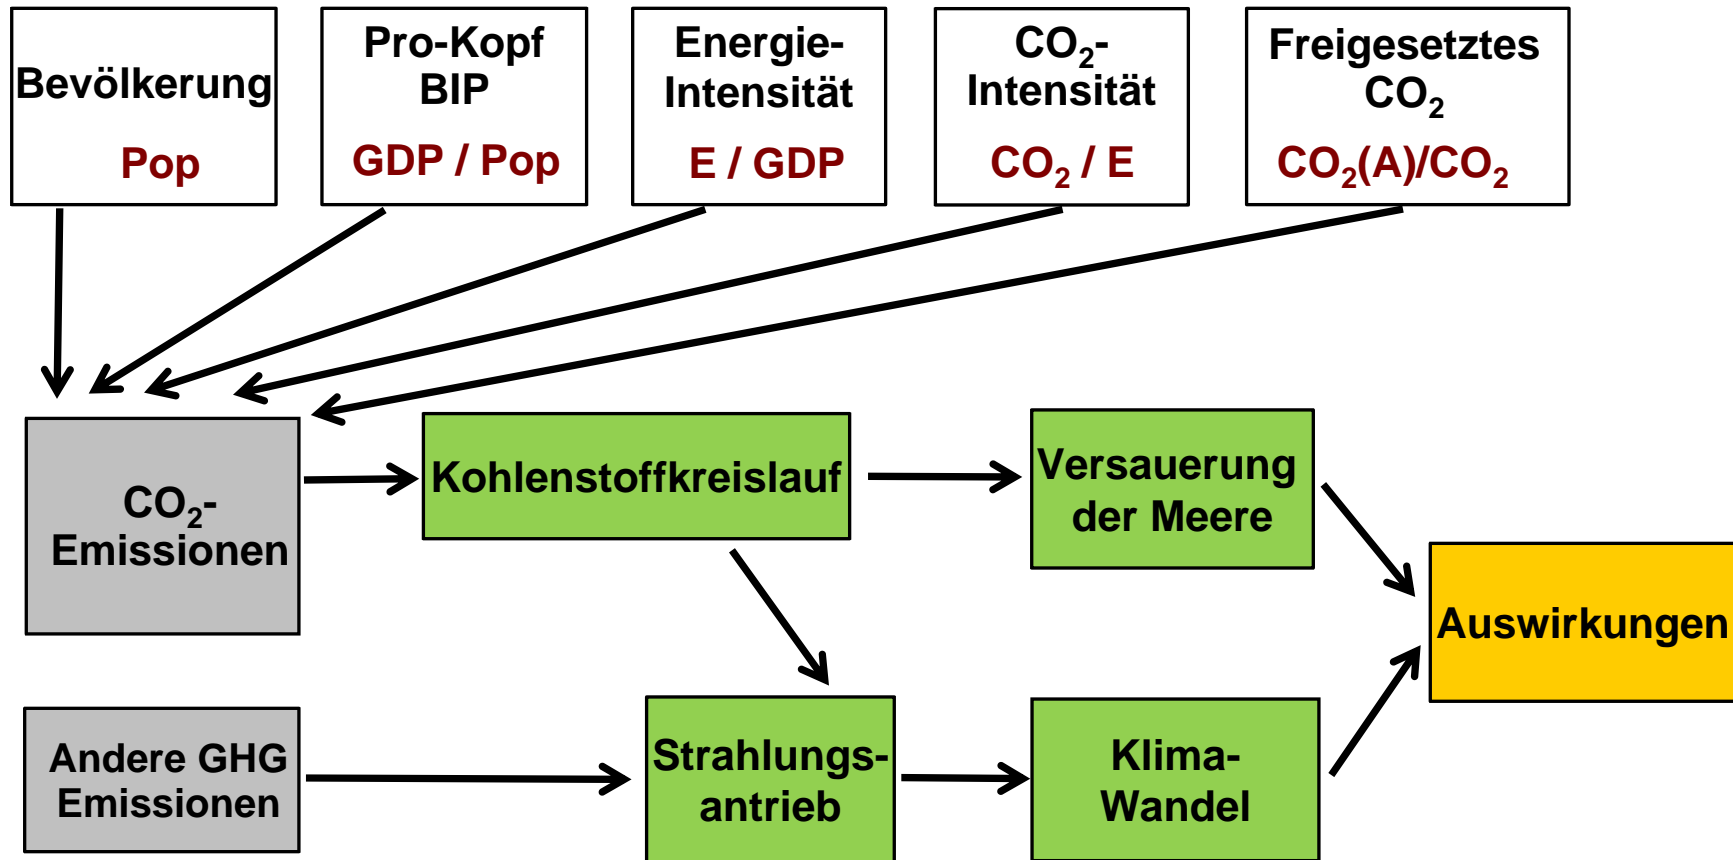 Bevölkerung
Pop
Pro-Kopf
BIP
GDP / Pop
Energie-
Intensität
E / GDP
CO₂-
Intensität
CO₂ / E
Freigesetztes
CO₂
CO₂(A)/CO₂
CO₂-
Emissionen
Kohlenstoffkreislauf
Versauerung
der Meere
Auswirkungen
Andere GHG
Emissionen
Strahlungs-
antrieb
Klima-
Wandel